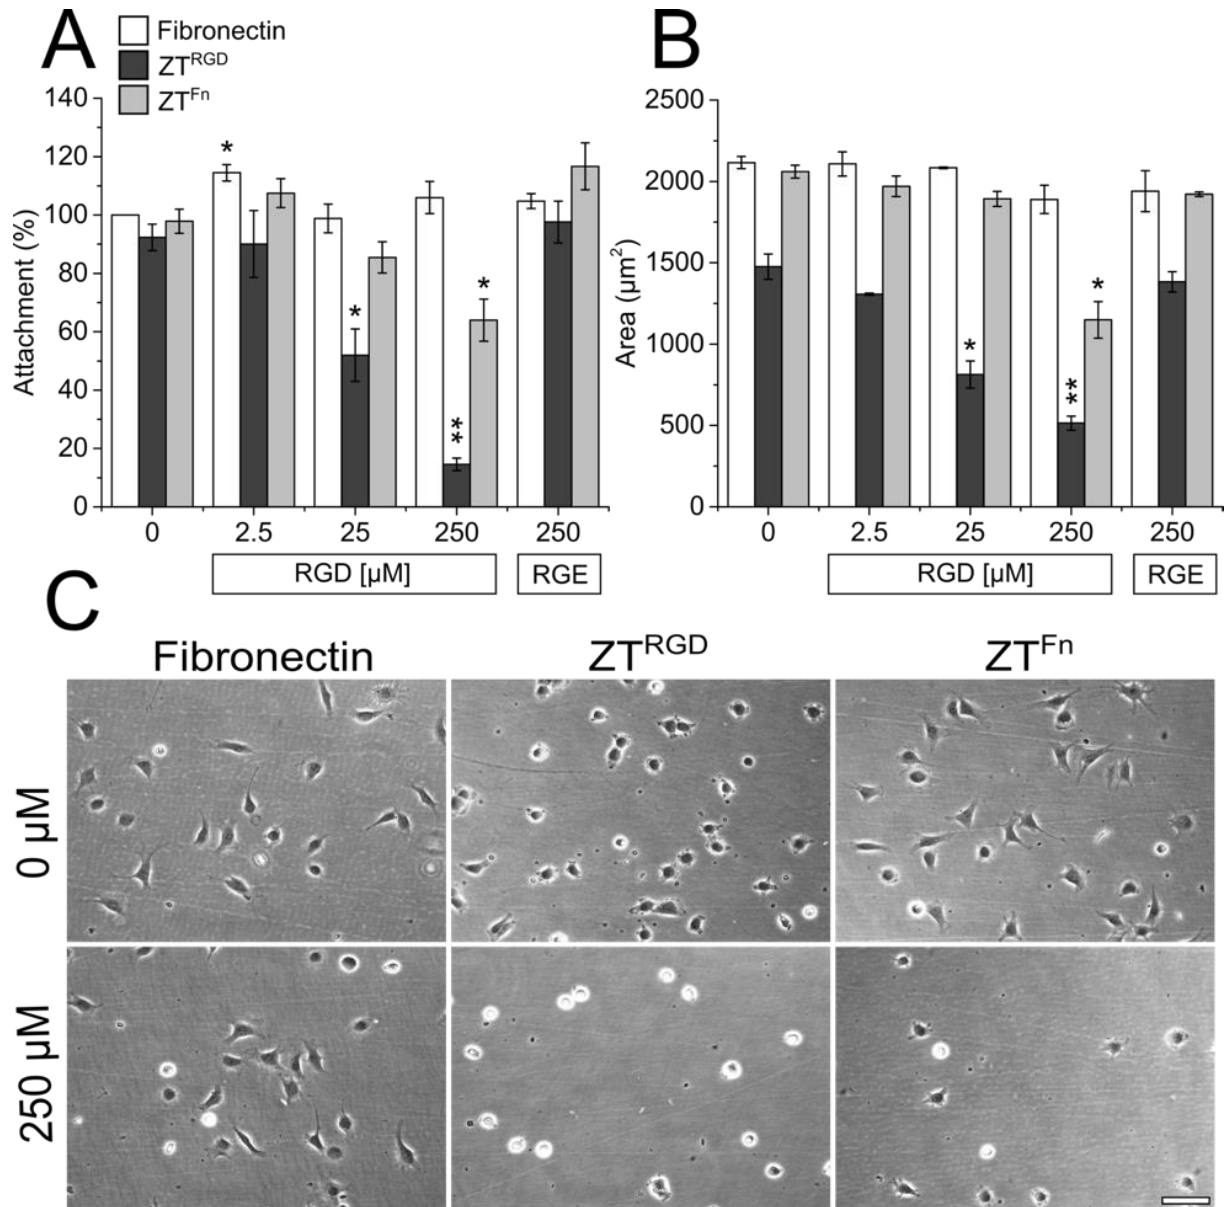 A
Fibronectin
ZT^RGD
ZT^Fn
Attachment (%)
140
120
100
80
60
40
20
0
*
*
**
*
0 2.5 25 250 250
RGD [µM] RGE
B
Area (µm²)
2500
2000
1500
1000
500
0
*
**
*
0 2.5 25 250 250
RGD [µM] RGE
C
Fibronectin ZT^RGD ZT^Fn
0 µM
250 µM